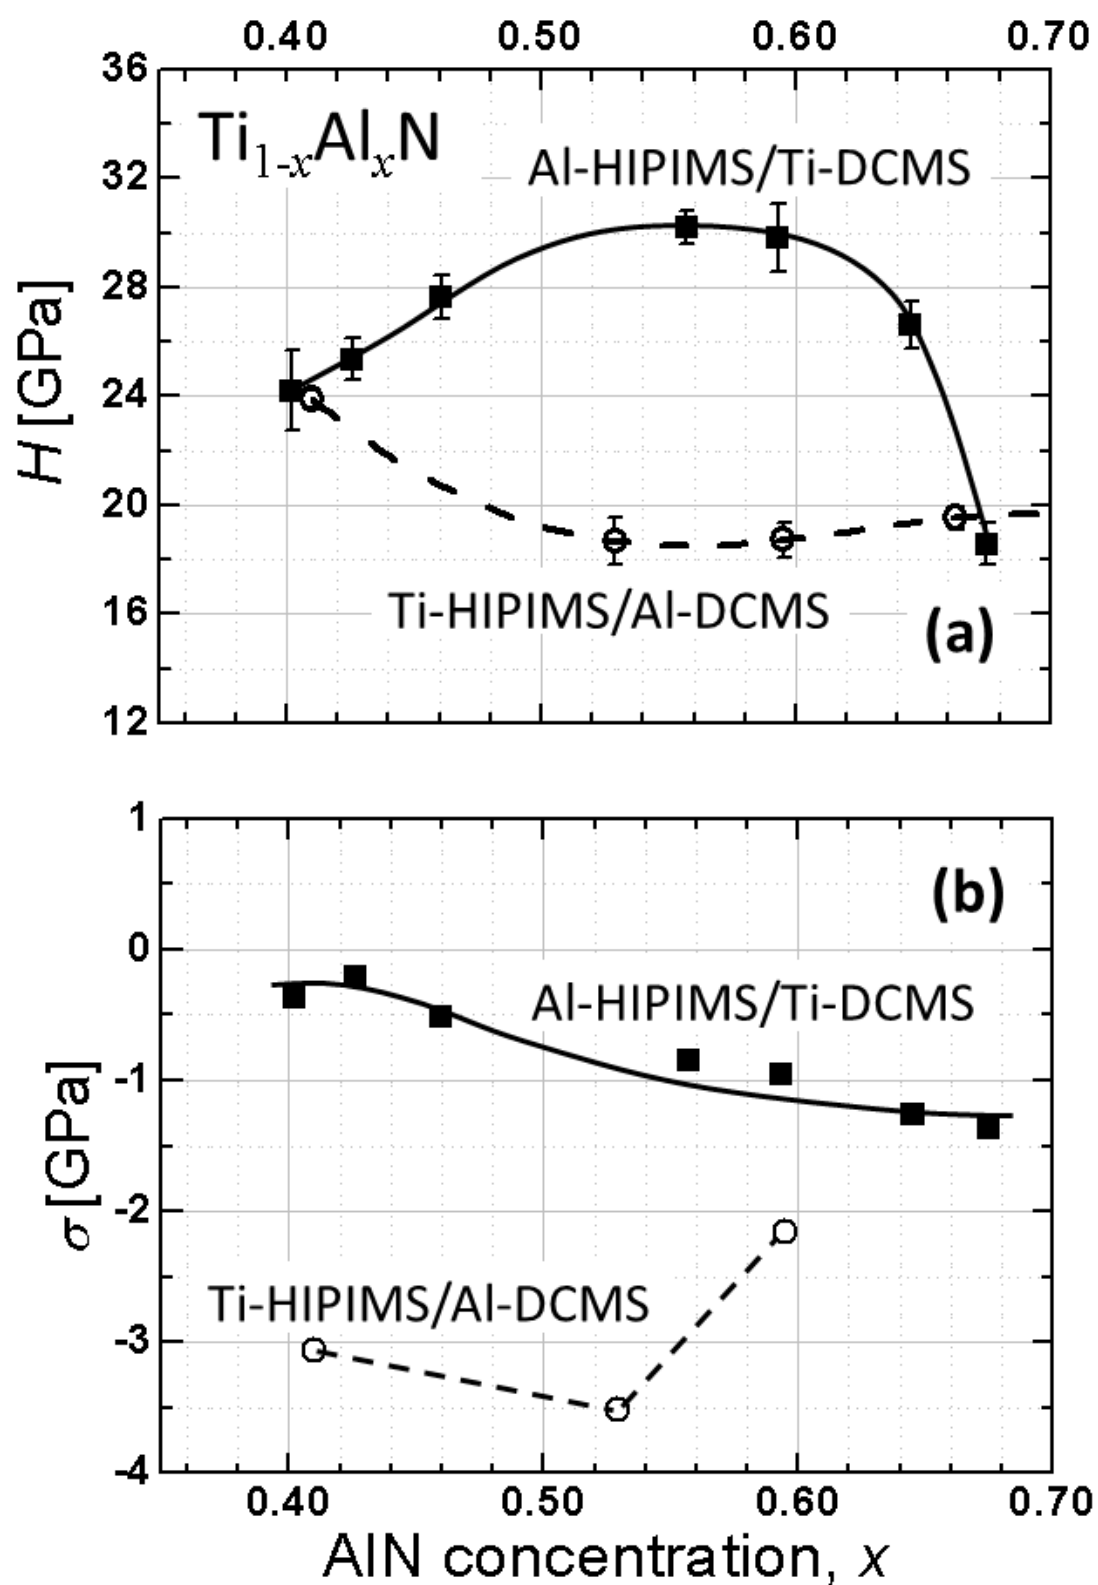 0.40 0.50 0.60 0.70
36
Ti1-xAlxN
Al-HIPIMS/Ti-DCMS
32
28
H [GPa]
24
20
Ti-HIPIMS/Al-DCMS
16
(a)
12
1
(b)
0
Al-HIPIMS/Ti-DCMS
-1
σ [GPa]
-2
Ti-HIPIMS/Al-DCMS
-3
-4
0.40 0.50 0.60 0.70
AlN concentration, x